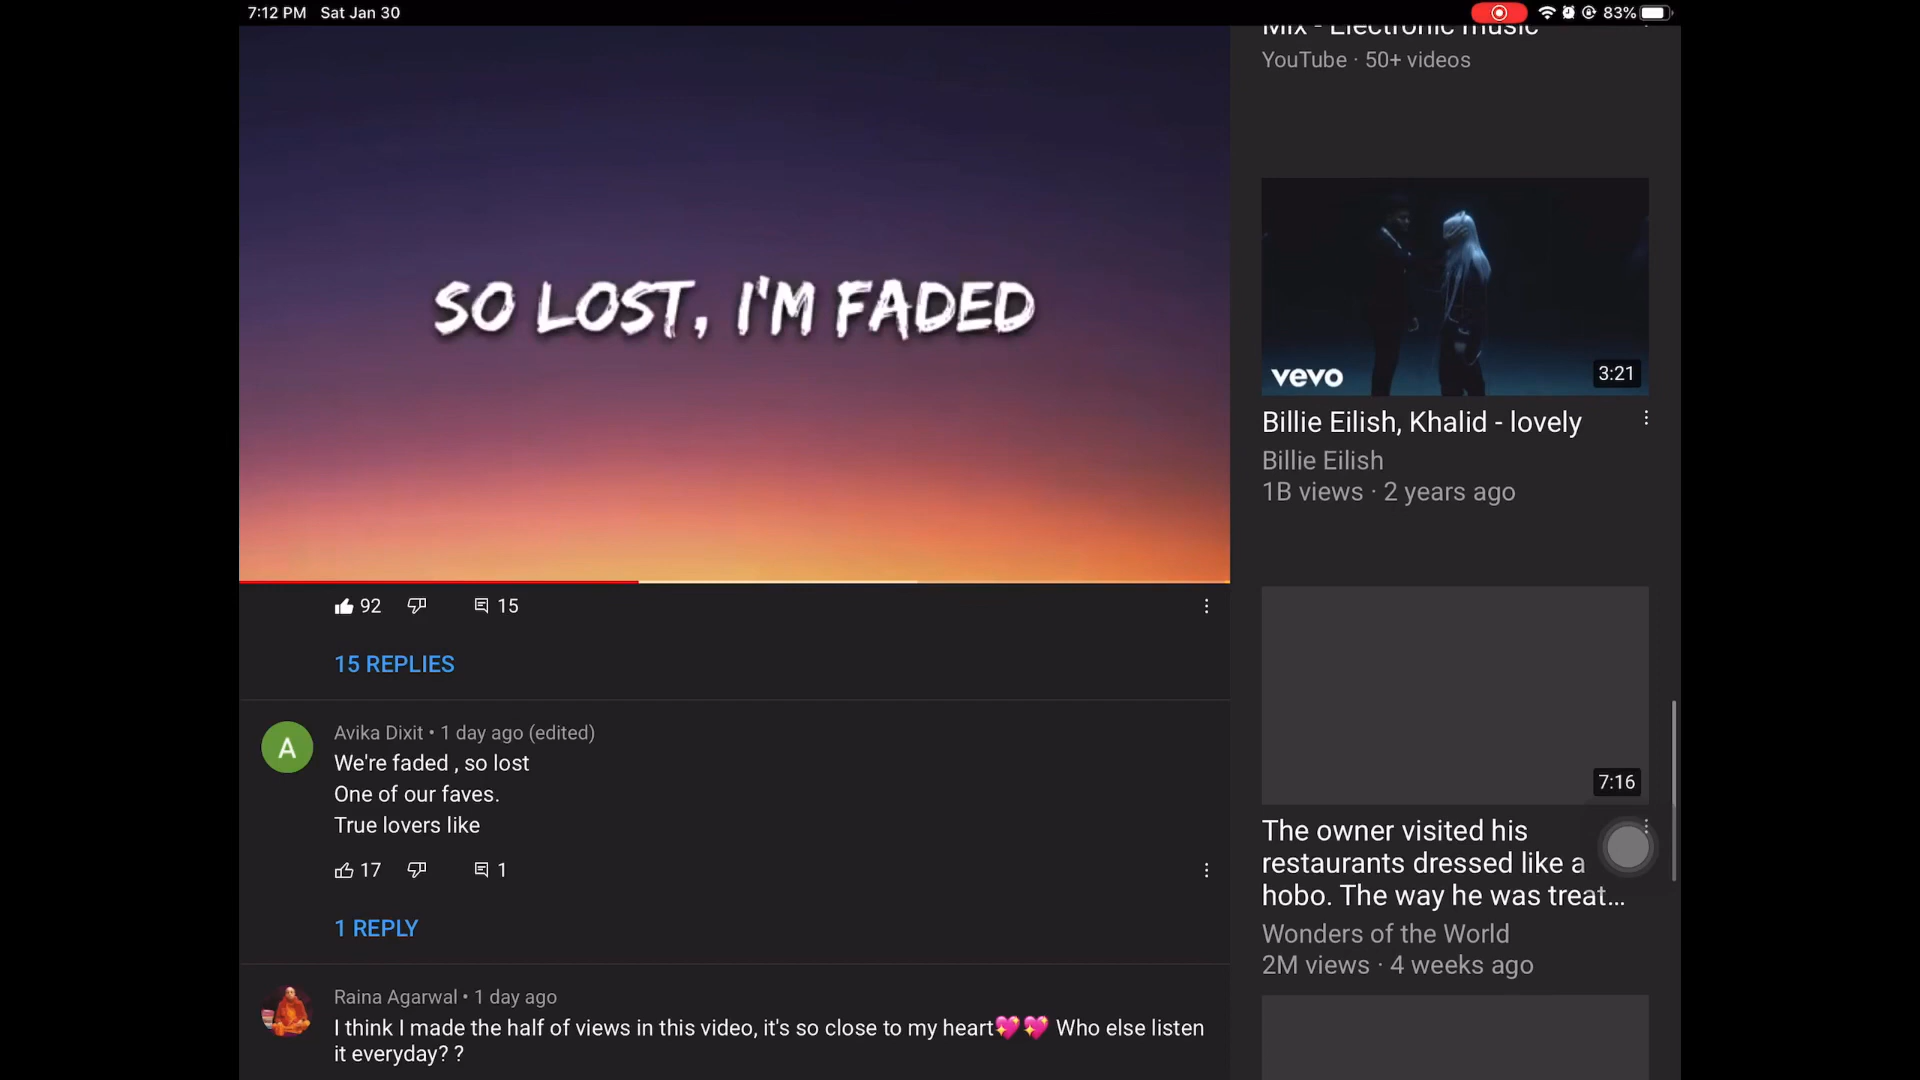 7:12 PM Sat Jan 30
83%
SO LOST, I'M FADED
92
15
15 REPLIES
A
Avika Dixit • 1 day ago (edited)
We're faded , so lost
One of our faves.
True lovers like
17
1
1 REPLY
Raina Agarwal • 1 day ago
I think I made the half of views in this video, it's so close to my heart💖💖 Who else listen
it everyday? ?
Mix - Electronic music
YouTube · 50+ videos
vevo
3:21
Billie Eilish, Khalid - lovely
Billie Eilish
1B views · 2 years ago
7:16
The owner visited his
restaurants dressed like a
hobo. The way he was treat...
Wonders of the World
2M views · 4 weeks ago